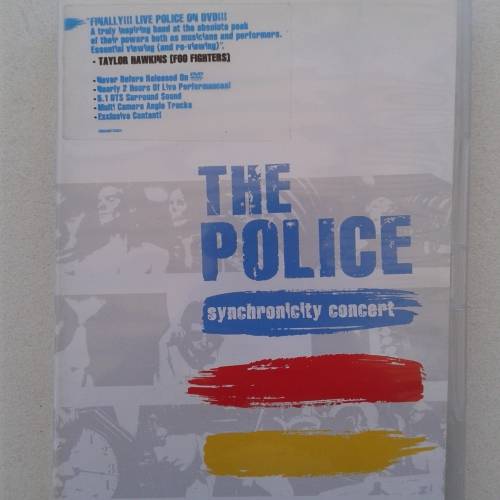 "FINALLY!!! LIVE POLICE ON DVD!!!
A truly inspiring band at the absolute peak
of their powers both as musicians and performers.
Essential viewing (and re-viewing)".
- TAYLOR HAWKINS (FOO FIGHTERS)
-Never Before Released On DVD
-Nearly 2 Hours Of Live Performances!
-5.1 DTS Surround Sound
-Multi Camera Angle Tracks
-Exclusive Content!
THE
POLICE
synchronicity concert